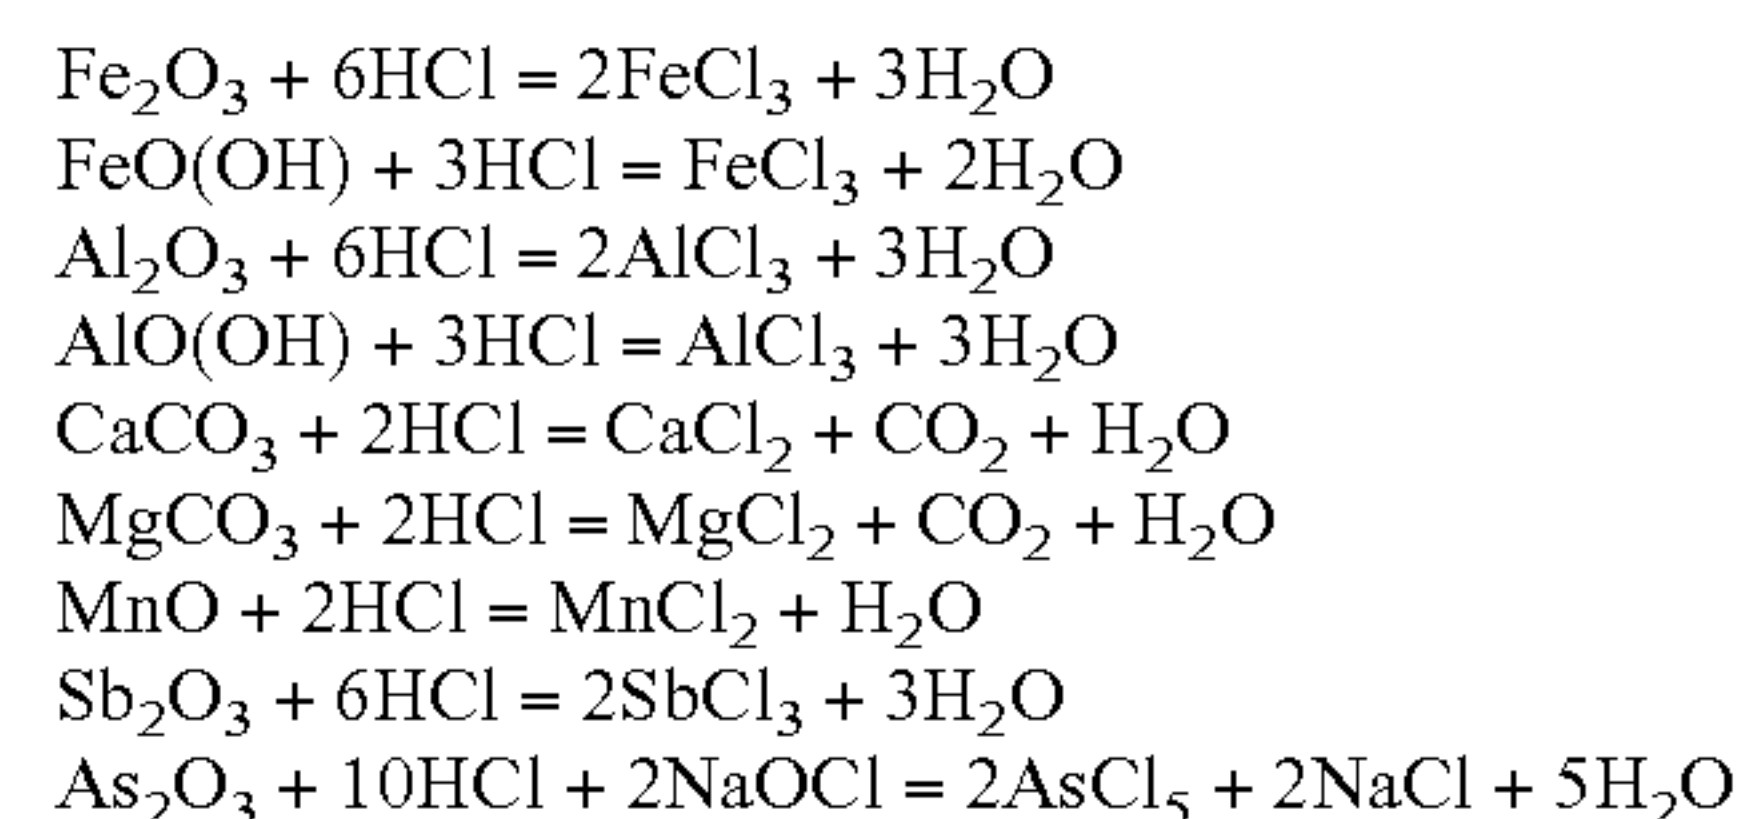 Fe₂O₃ + 6HCl = 2FeCl₃ + 3H₂O
FeO(OH) + 3HCl = FeCl₃ + 2H₂O
Al₂O₃ + 6HCl = 2AlCl₃ + 3H₂O
AlO(OH) + 3HCl = AlCl₃ + 3H₂O
CaCO₃ + 2HCl = CaCl₂ + CO₂ + H₂O
MgCO₃ + 2HCl = MgCl₂ + CO₂ + H₂O
MnO + 2HCl = MnCl₂ + H₂O
Sb₂O₃ + 6HCl = 2SbCl₃ + 3H₂O
As₂O₃ + 10HCl + 2NaOCl = 2AsCl₅ + 2NaCl + 5H₂O